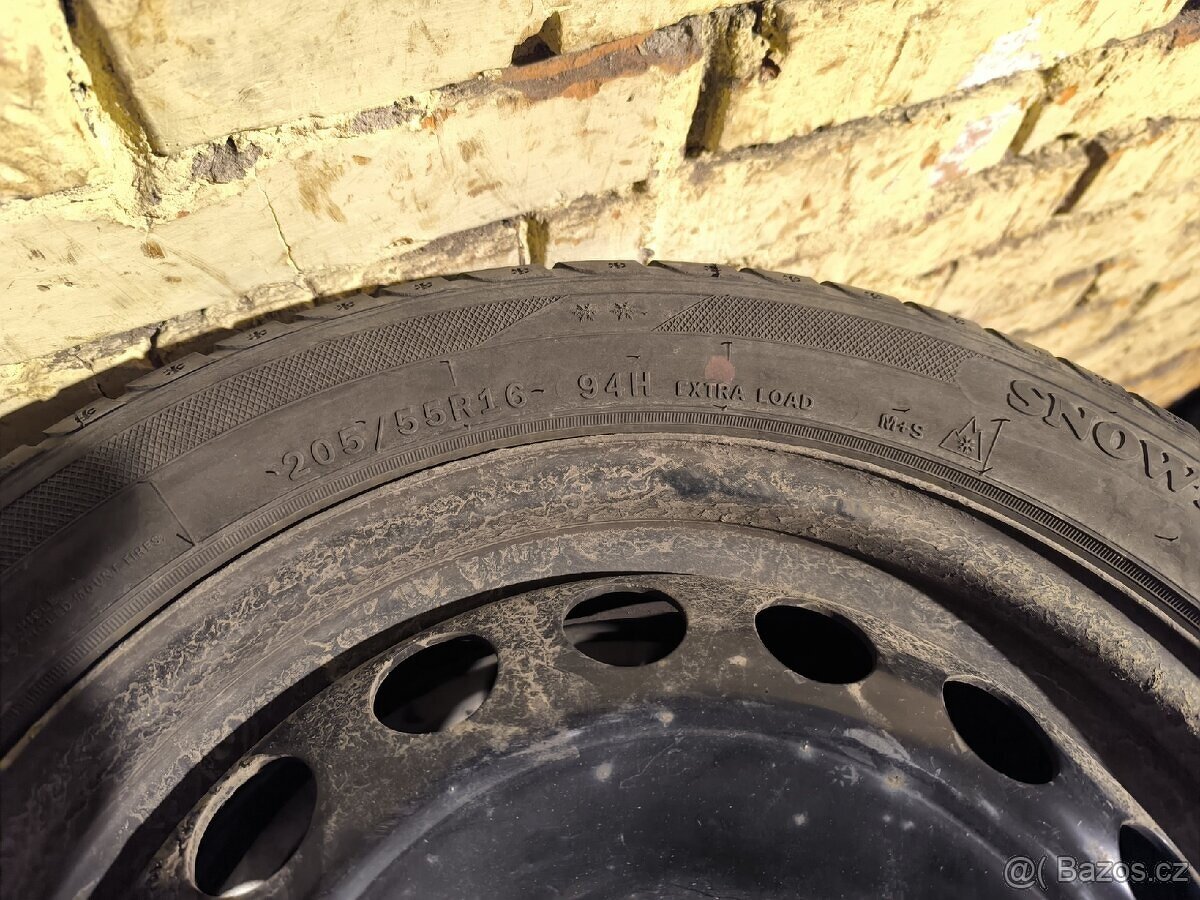 205/55R16 94H EXTRA LOAD M+S SNOW
@( Bazos.cz